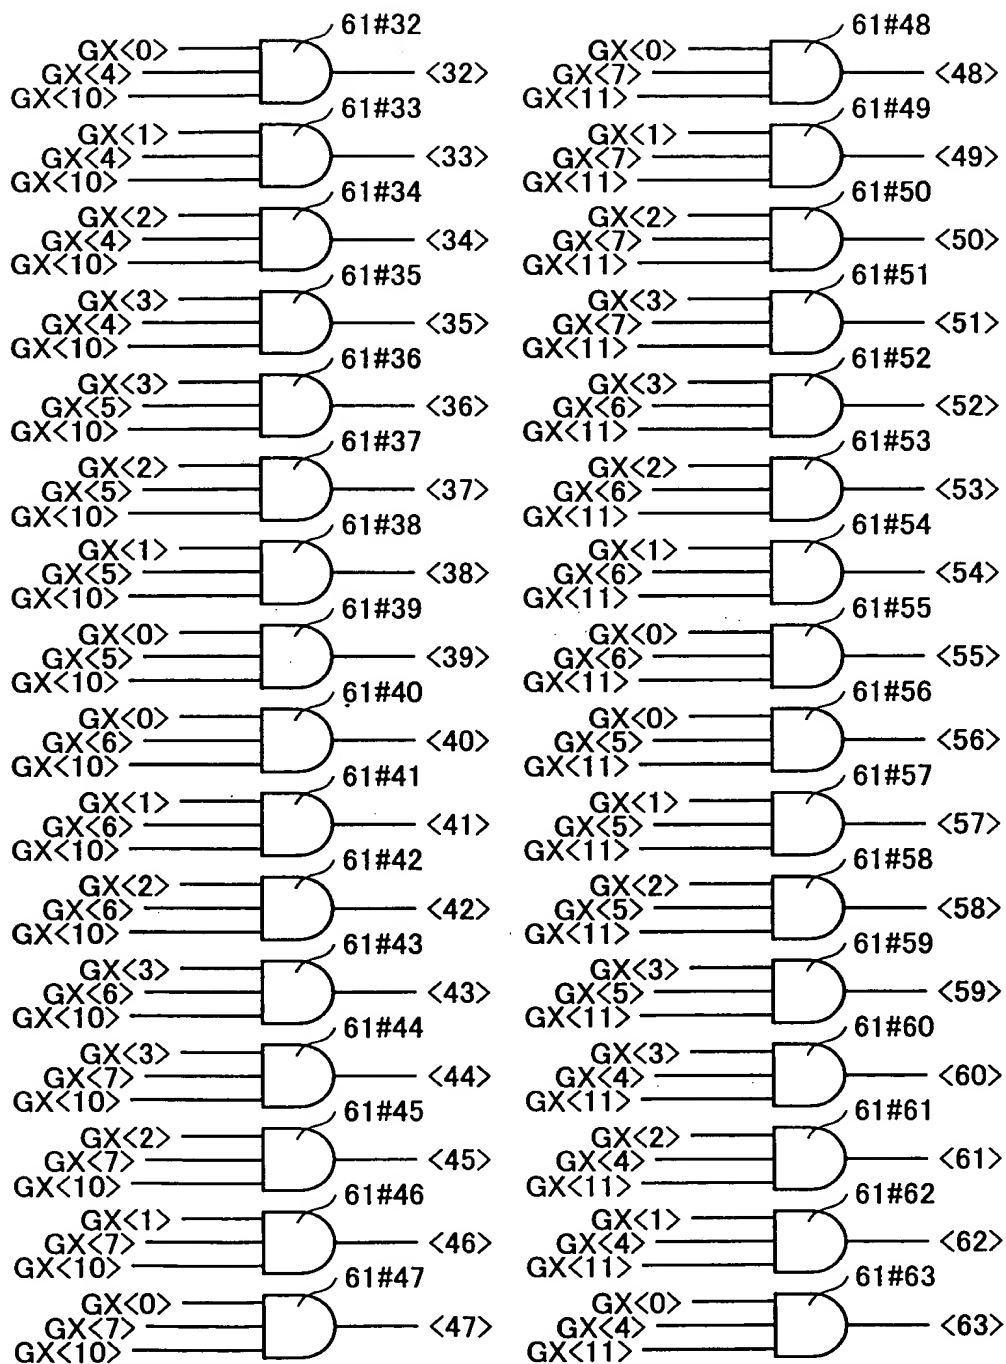 61#32
GX<0>
GX<4>
GX<10>
<32>
61#33
GX<1>
GX<4>
GX<10>
<33>
61#34
GX<2>
GX<4>
GX<10>
<34>
61#35
GX<3>
GX<4>
GX<10>
<35>
61#36
GX<3>
GX<5>
GX<10>
<36>
61#37
GX<2>
GX<5>
GX<10>
<37>
61#38
GX<1>
GX<5>
GX<10>
<38>
61#39
GX<0>
GX<5>
GX<10>
<39>
61#40
GX<0>
GX<6>
GX<10>
<40>
61#41
GX<1>
GX<6>
GX<10>
<41>
61#42
GX<2>
GX<6>
GX<10>
<42>
61#43
GX<3>
GX<6>
GX<10>
<43>
61#44
GX<3>
GX<7>
GX<10>
<44>
61#45
GX<2>
GX<7>
GX<10>
<45>
61#46
GX<1>
GX<7>
GX<10>
<46>
61#47
GX<0>
GX<7>
GX<10>
<47>
61#48
GX<0>
GX<7>
GX<11>
<48>
61#49
GX<1>
GX<7>
GX<11>
<49>
61#50
GX<2>
GX<7>
GX<11>
<50>
61#51
GX<3>
GX<7>
GX<11>
<51>
61#52
GX<3>
GX<6>
GX<11>
<52>
61#53
GX<2>
GX<6>
GX<11>
<53>
61#54
GX<1>
GX<6>
GX<11>
<54>
61#55
GX<0>
GX<6>
GX<11>
<55>
61#56
GX<0>
GX<5>
GX<11>
<56>
61#57
GX<1>
GX<5>
GX<11>
<57>
61#58
GX<2>
GX<5>
GX<11>
<58>
61#59
GX<3>
GX<5>
GX<11>
<59>
61#60
GX<3>
GX<4>
GX<11>
<60>
61#61
GX<2>
GX<4>
GX<11>
<61>
61#62
GX<1>
GX<4>
GX<11>
<62>
61#63
GX<0>
GX<4>
GX<11>
<63>